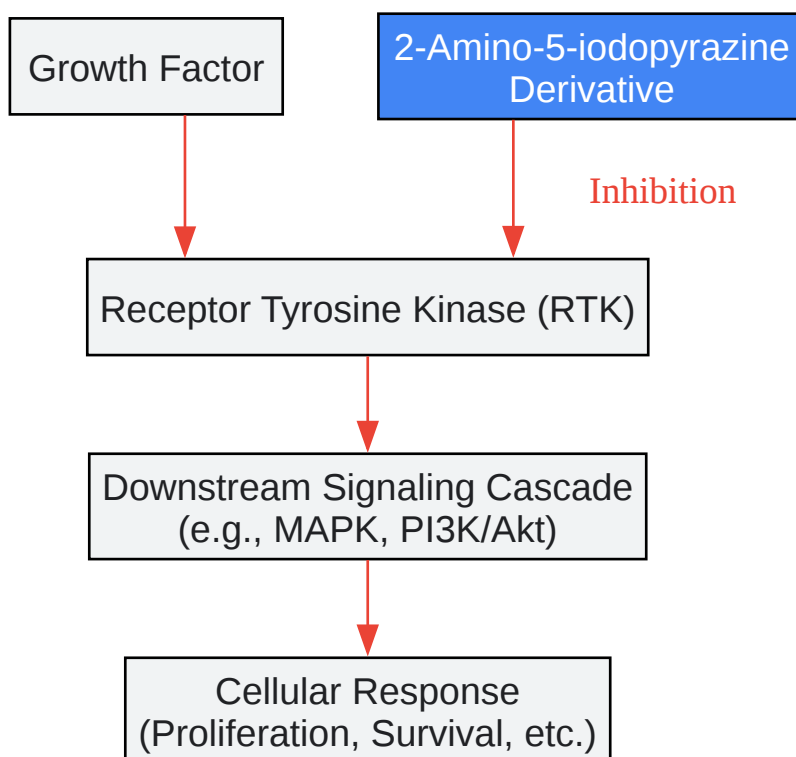 Growth Factor
2-Amino-5-iodopyrazine
Derivative
Inhibition
Receptor Tyrosine Kinase (RTK)
Downstream Signaling Cascade
(e.g., MAPK, PI3K/Akt)
Cellular Response
(Proliferation, Survival, etc.)